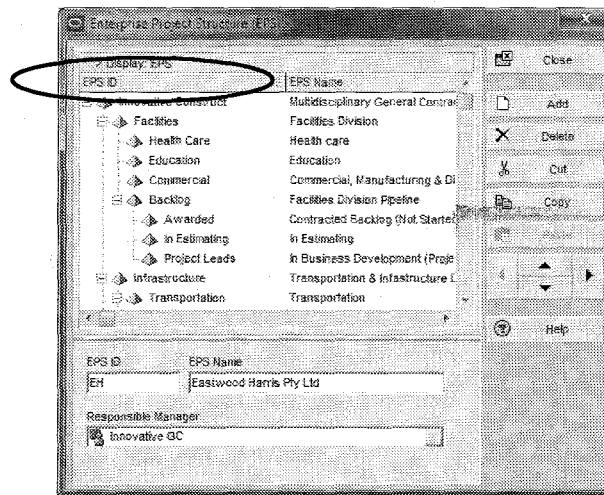 Enterprise Project Structure (EPS)
Display: EPS
EPS ID EPS Name
Innovative Construct Multidisciplinary General Contrac
Facilities Facilities Division
Health Care Health care
Education Education
Commercial Commercial, Manufacturing & Di
Backlog Facilities Division Pipeline
Awarded Contracted Backlog (Not Started
In Estimating In Estimating
Project Leads In Business Development (Proje
Infrastructure Transportation & Infastructure
Transportation Transportation
EPS ID EPS Name
EH Eastwood Harris Pty Ltd
Responsible Manager
Innovative GC
Close
Add
Delete
Cut
Copy
Help